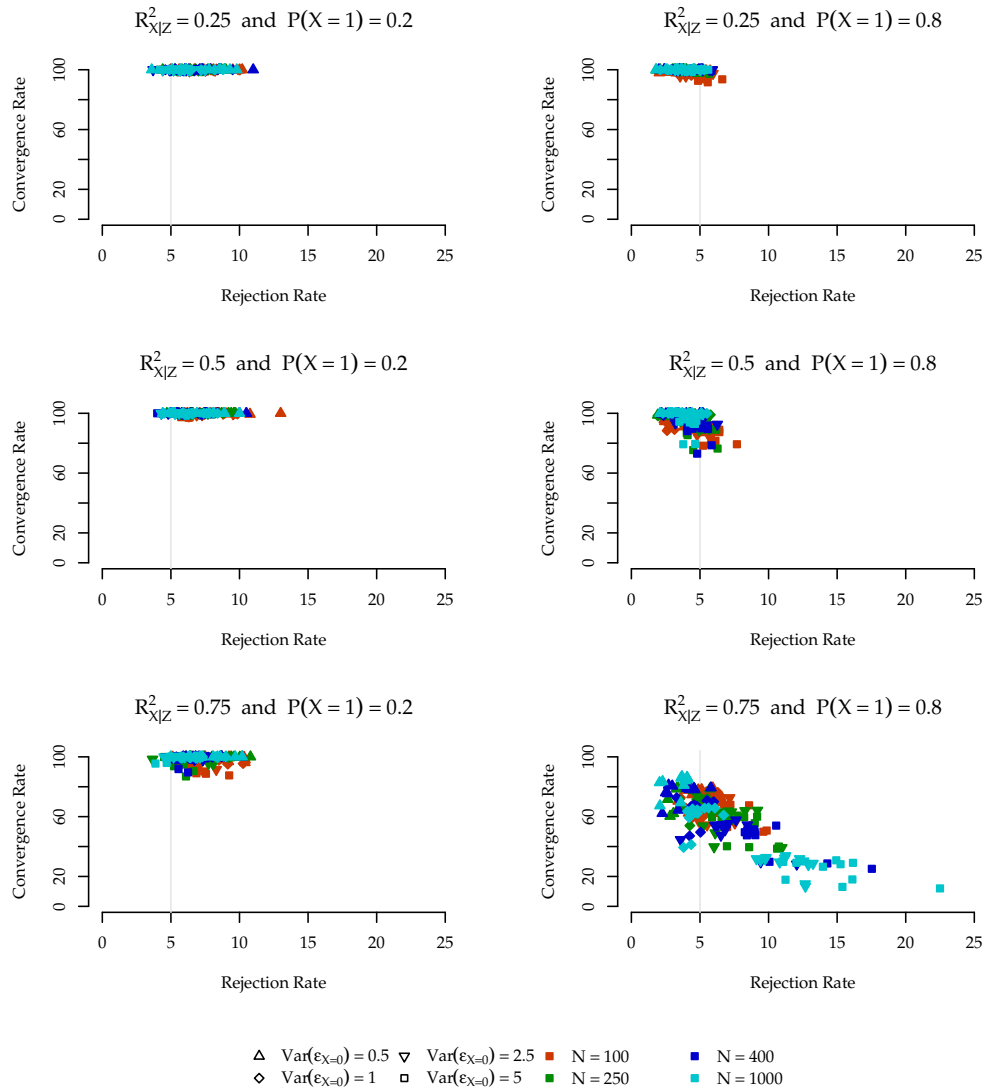 R²X|Z = 0.25 and P(X = 1) = 0.2
Convergence Rate
0 20 60 100
0 5 10 15 20 25
Rejection Rate
R²X|Z = 0.25 and P(X = 1) = 0.8
Convergence Rate
0 20 60 100
0 5 10 15 20 25
Rejection Rate
R²X|Z = 0.5 and P(X = 1) = 0.2
Convergence Rate
0 20 60 100
0 5 10 15 20 25
Rejection Rate
R²X|Z = 0.5 and P(X = 1) = 0.8
Convergence Rate
0 20 60 100
0 5 10 15 20 25
Rejection Rate
R²X|Z = 0.75 and P(X = 1) = 0.2
Convergence Rate
0 20 60 100
0 5 10 15 20 25
Rejection Rate
R²X|Z = 0.75 and P(X = 1) = 0.8
Convergence Rate
0 20 60 100
0 5 10 15 20 25
Rejection Rate
Var(εX=0) = 0.5 Var(εX=0) = 2.5 N = 100 N = 400
Var(εX=0) = 1 Var(εX=0) = 5 N = 250 N = 1000